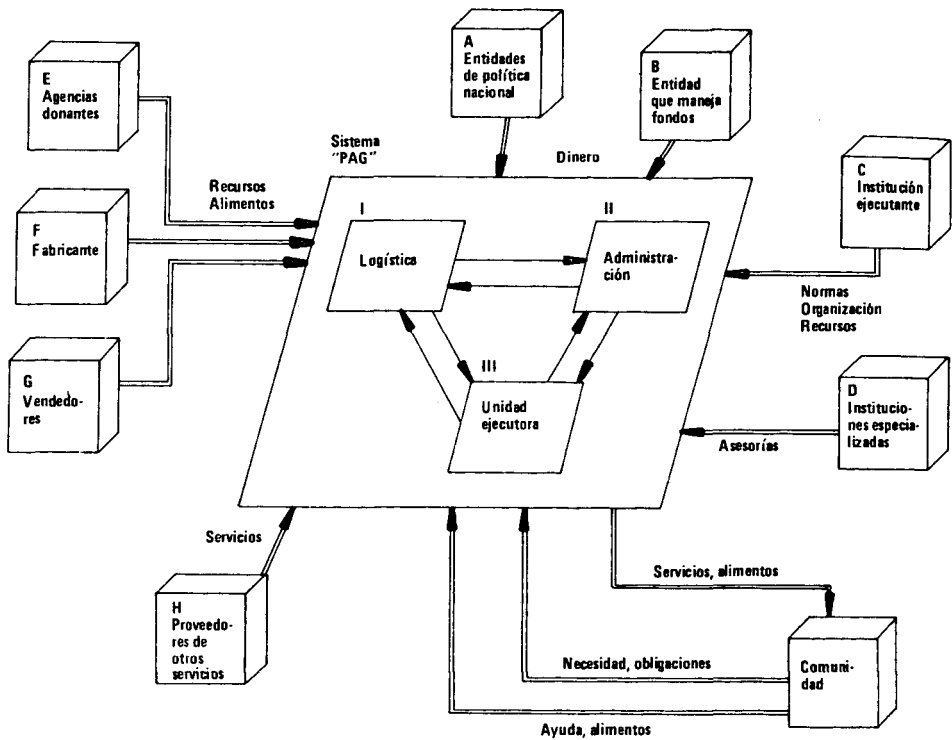 A
Entidades
de política
nacional
B
Entidad
que maneja
fondos
E
Agencias
donantes
Sistema
"PAG"
Dinero
C
Institución
ejecutante
Recursos
Alimentos
F
Fabricante
I
Logística
II
Administra-
ción
Normas
Organización
Recursos
G
Vendedo-
res
III
Unidad
ejecutora
D
Institucio-
nes especia-
lizadas
Asesorías
Servicios
H
Proveedo-
res de
otros
servicios
Servicios, alimentos
Necesidad, obligaciones
Comuni-
dad
Ayuda, alimentos